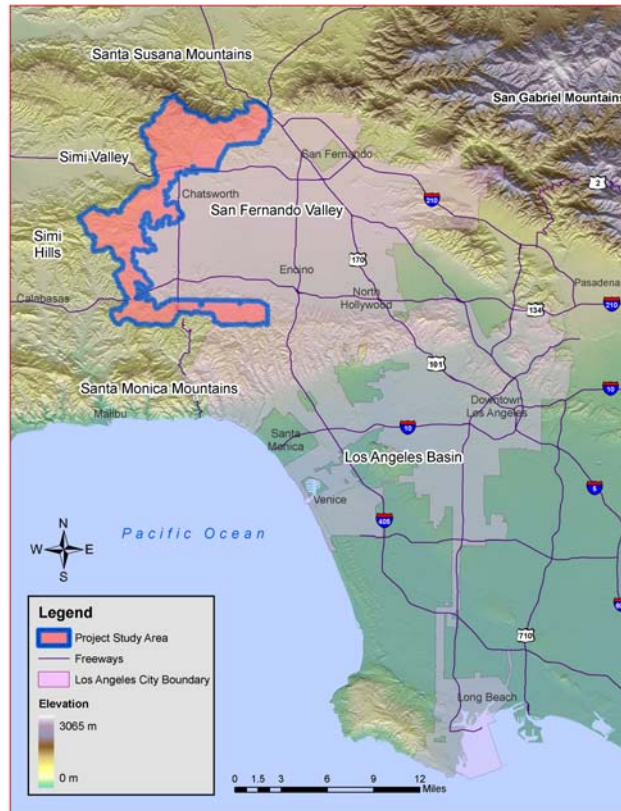 Santa Susana Mountains
San Gabriel Mountains
Simi Valley
San Fernando
2
Chatsworth
210
San Fernando Valley
Simi
Hills
170
Encino
Pasadena
Calabasas
North
Hollywood
134
210
101
Santa Monica Mountains
10
Malibu
Downtown
Los Angeles
10
Santa
Monica
Los Angeles Basin
5
Venice
405
Pacific Ocean
N
W E
S
710
Long Beach
Legend
Project Study Area
Freeways
Los Angeles City Boundary
Elevation
3065 m
0 m
0 1.5 3 6 9 12
Miles